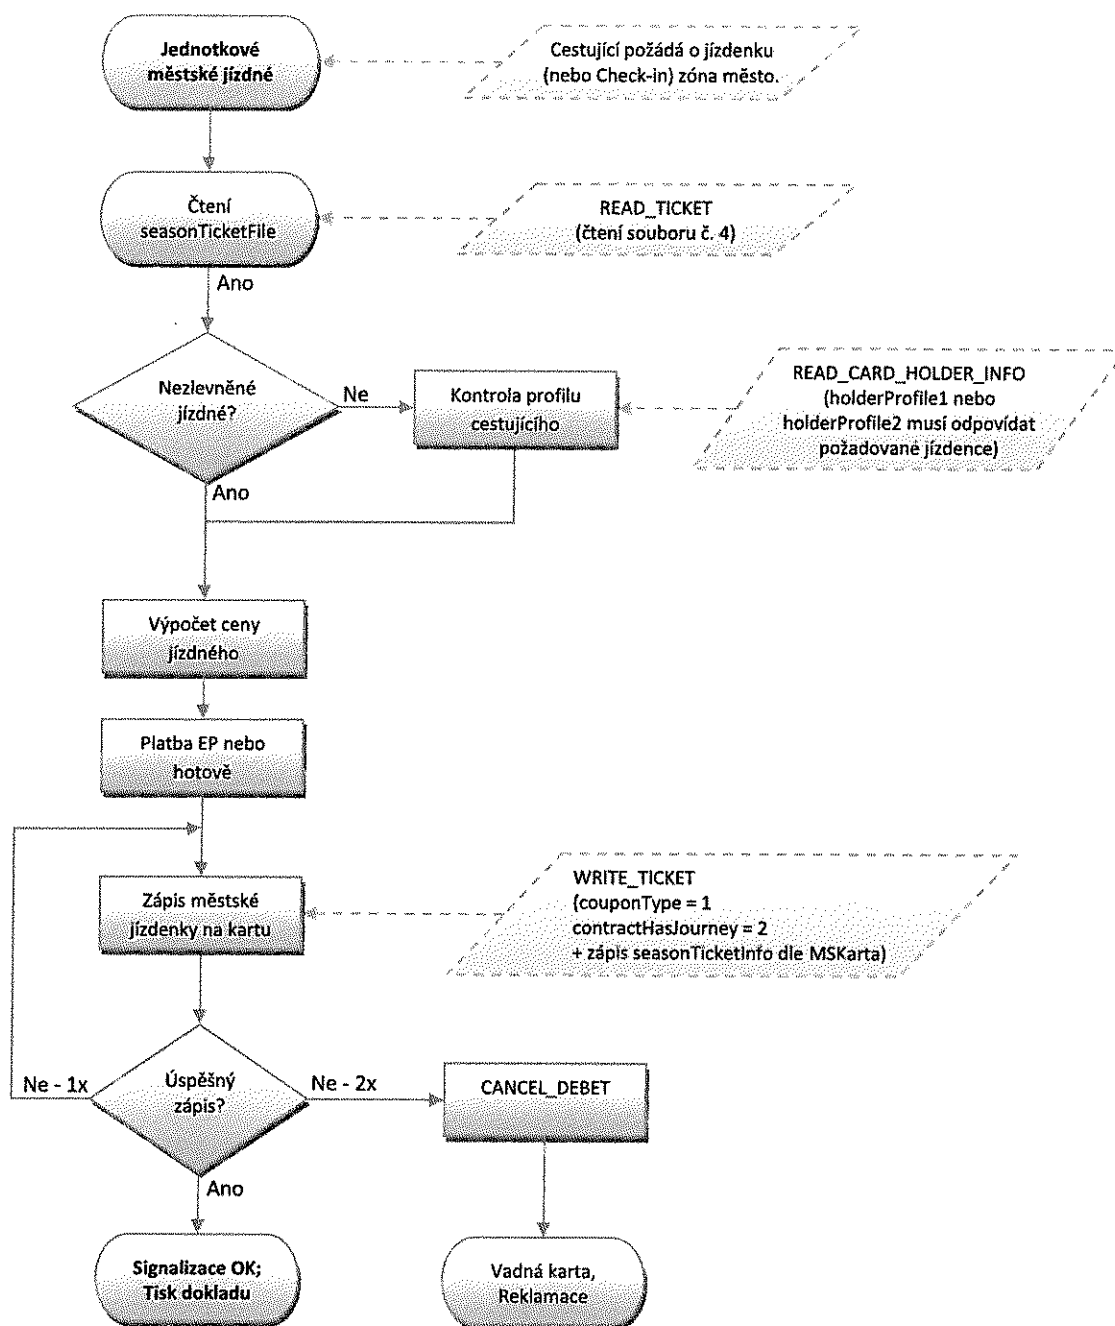 Jednotkové
městské jízdné
Cestující požádá o jízdenku
(nebo Check-in) zóna město.
Čtení
seasonTicketFile
READ_TICKET
(čtení souboru č. 4)
Ano
Nezlevněné
jízdné?
Ne
Kontrola profilu
cestujícího
READ_CARD_HOLDER_INFO
(holderProfile1 nebo
holderProfile2 musí odpovídat
požadované jízdence)
Ano
Výpočet ceny
jízdného
Platba EP nebo
hotově
Zápis městské
jízdenky na kartu
WRITE_TICKET
(couponType = 1
contractHasJourney = 2
+ zápis seasonTicketInfo dle MSKarta)
Ne - 1x
Úspěšný
zápis?
Ne - 2x
CANCEL_DEBET
Ano
Signalizace OK;
Tisk dokladu
Vadná karta,
Reklamace